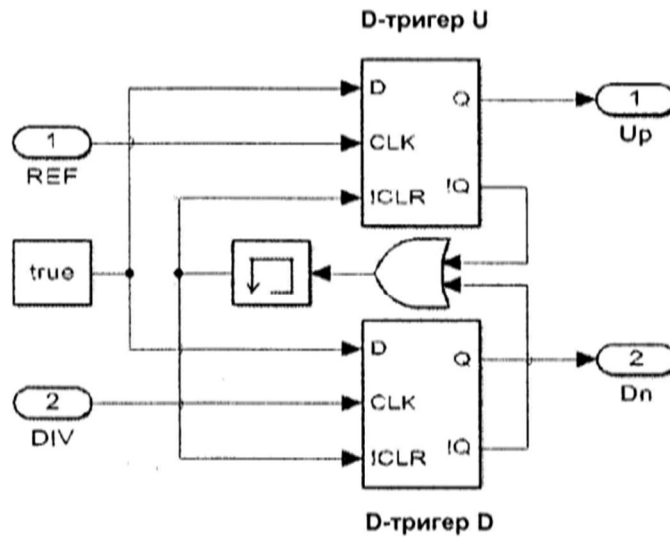 D-тригер U
D
Q
1
Up
1
REF
CLK
!CLR
!Q
true
D
Q
2
Dn
2
DIV
CLK
!CLR
!Q
D-тригер D